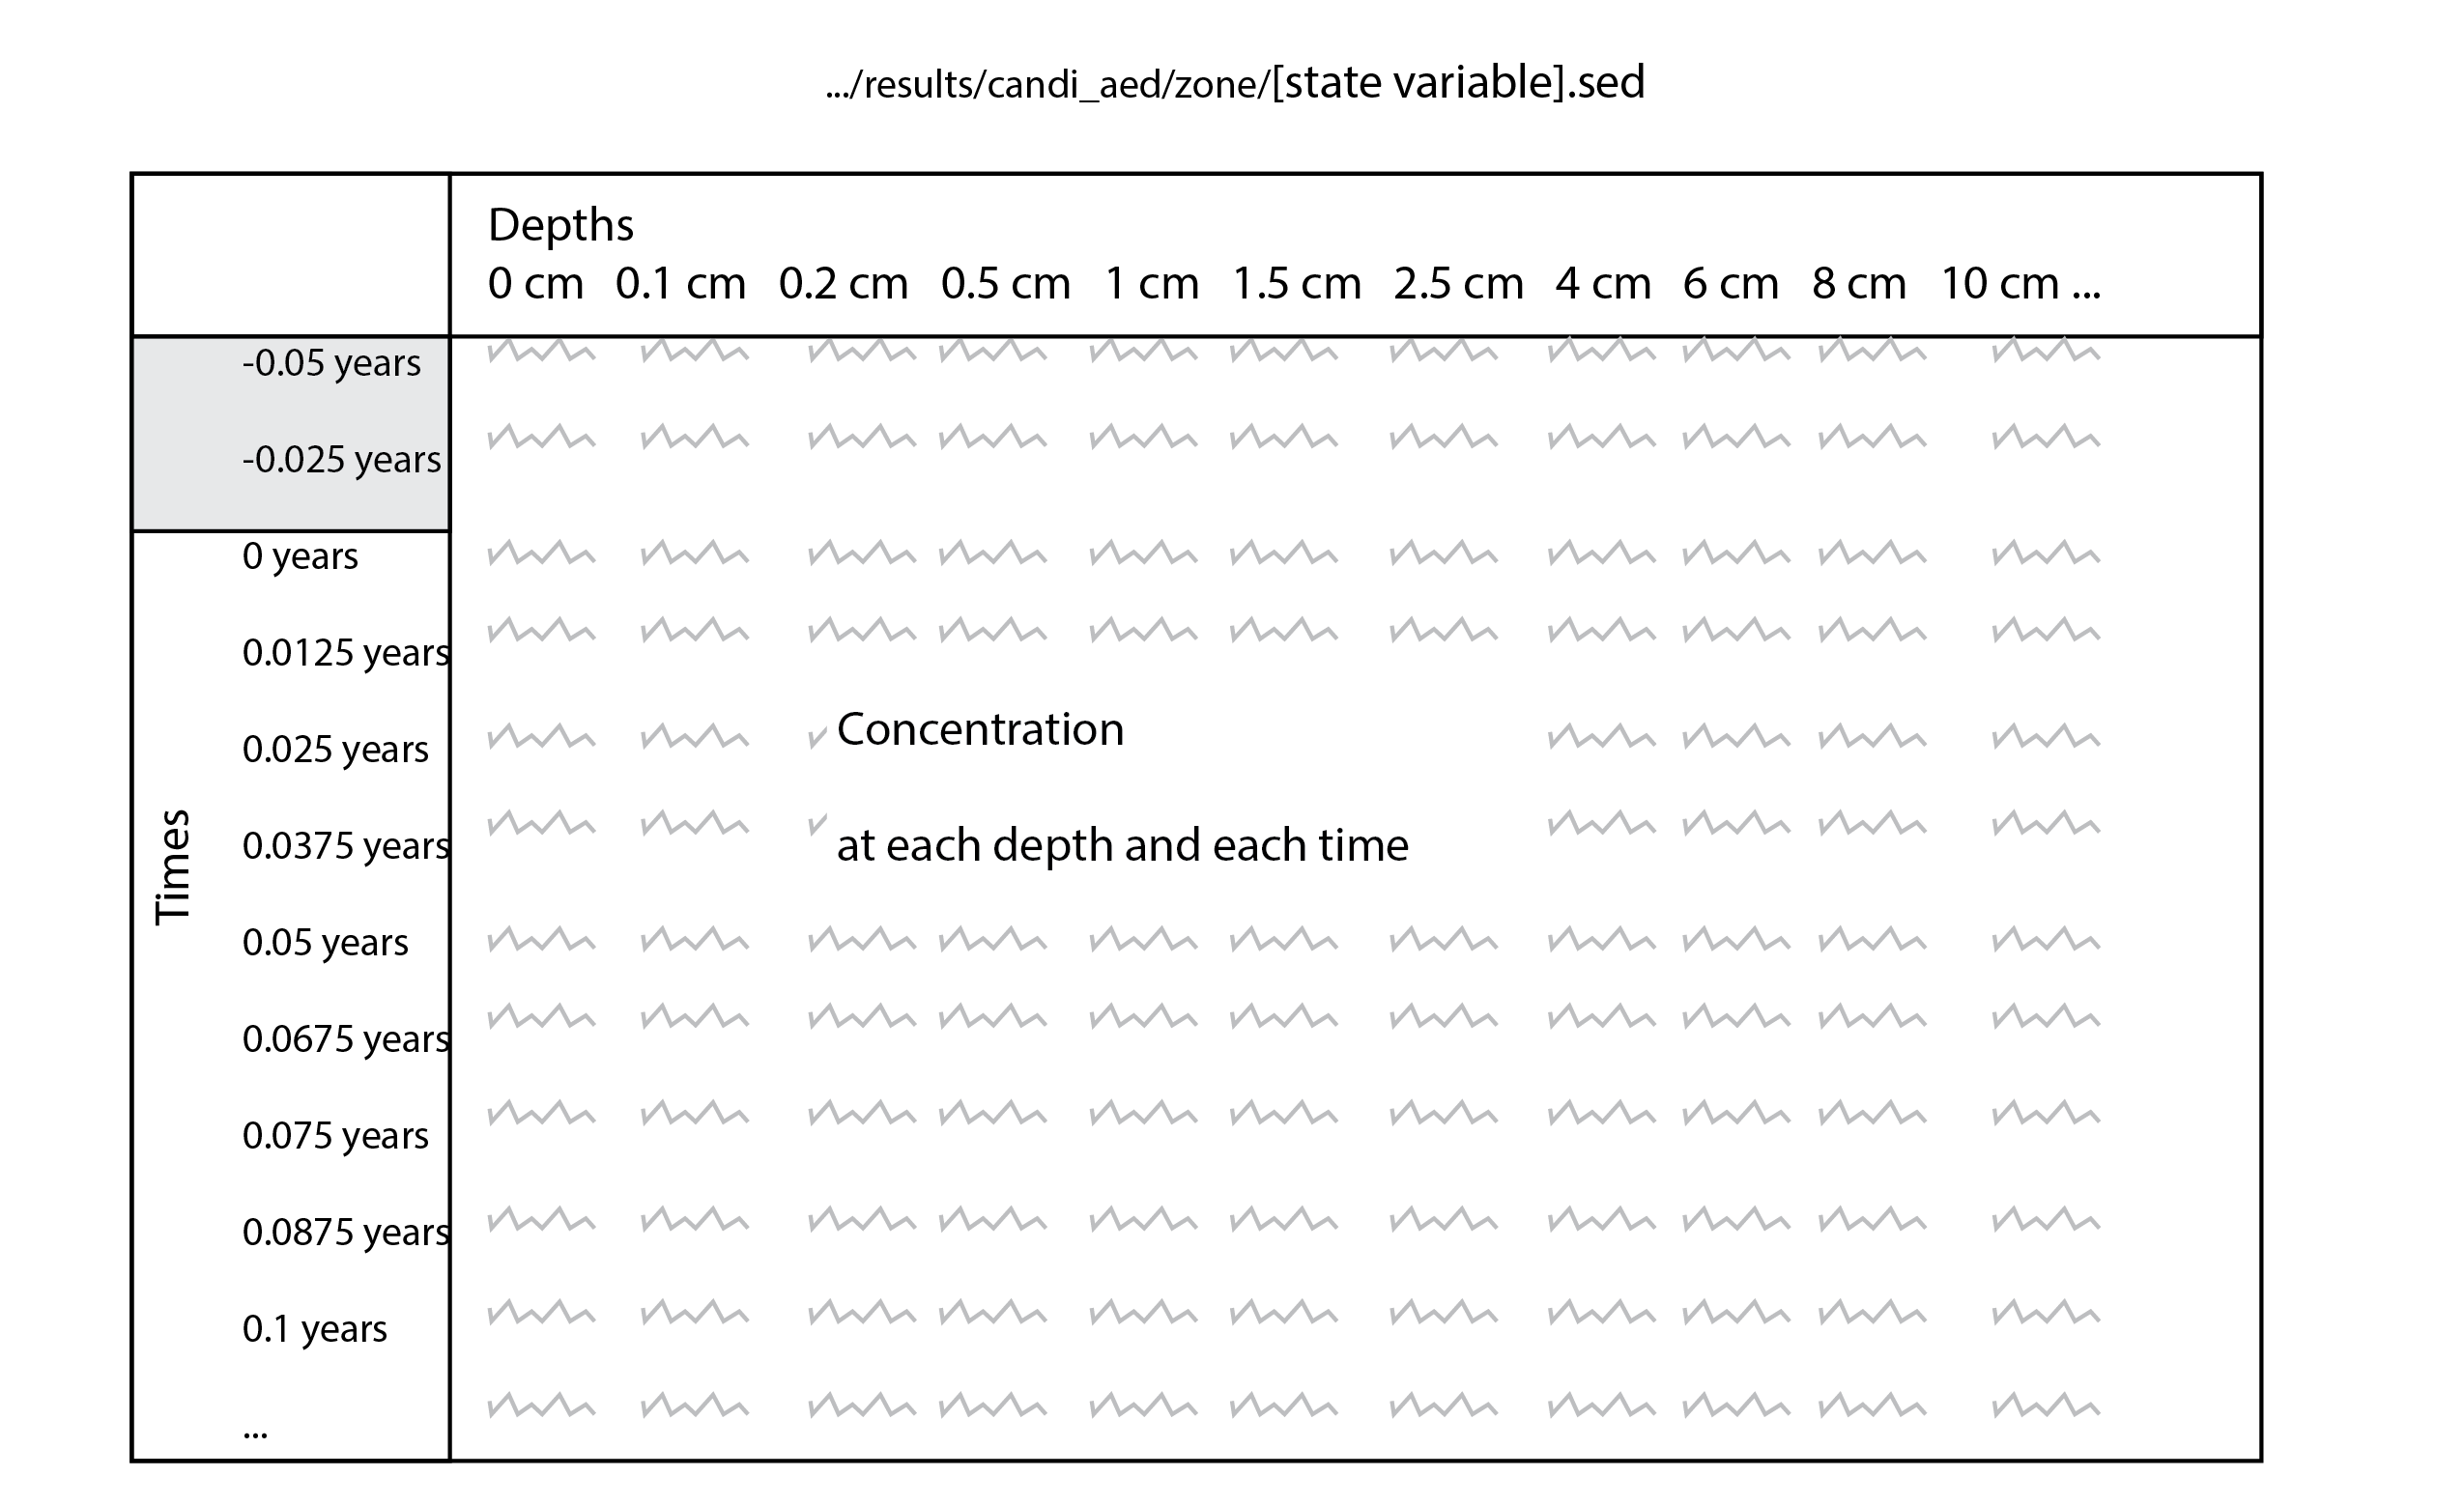 .../results/candi_aed/zone/[state variable].sed
Depths
0 cm 0.1 cm 0.2 cm 0.5 cm 1 cm 1.5 cm 2.5 cm 4 cm 6 cm 8 cm 10 cm ...
-0.05 years
-0.025 years
0 years
0.0125 years
Concentration
0.025 years
Times
0.0375 years
at each depth and each time
0.05 years
0.0675 years
0.075 years
0.0875 years
0.1 years
...